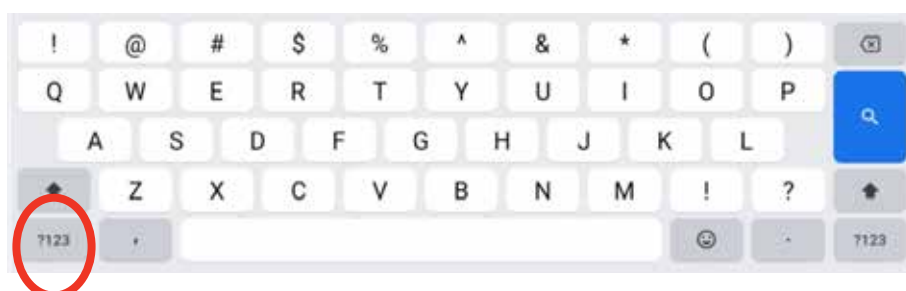 ! @ # $ % ^ & * ( )
Q W E R T Y U I O P
A S D F G H J K L
Z X C V B N M ! ?
?123 , . ?123